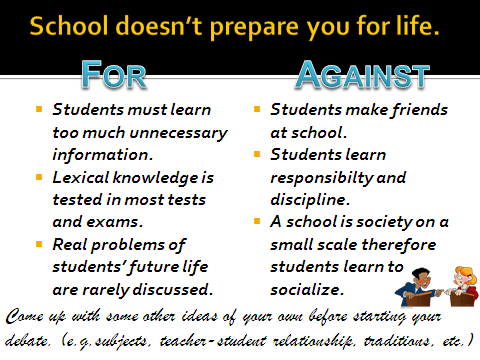 School doesn't prepare you for life.
FOR
Students must learn
too much unnecessary
information.
Lexical knowledge is
tested in most tests
and exams.
Real problems of
students' future life
are rarely discussed.
AGAINST
Students make friends
at school.
Students learn
responsibilty and
discipline.
A school is society on a
small scale therefore
students learn to
socialize.
Come up with some other ideas of your own before starting your
debate. (e.g.subjects, teacher-student relationship, traditions, etc.)